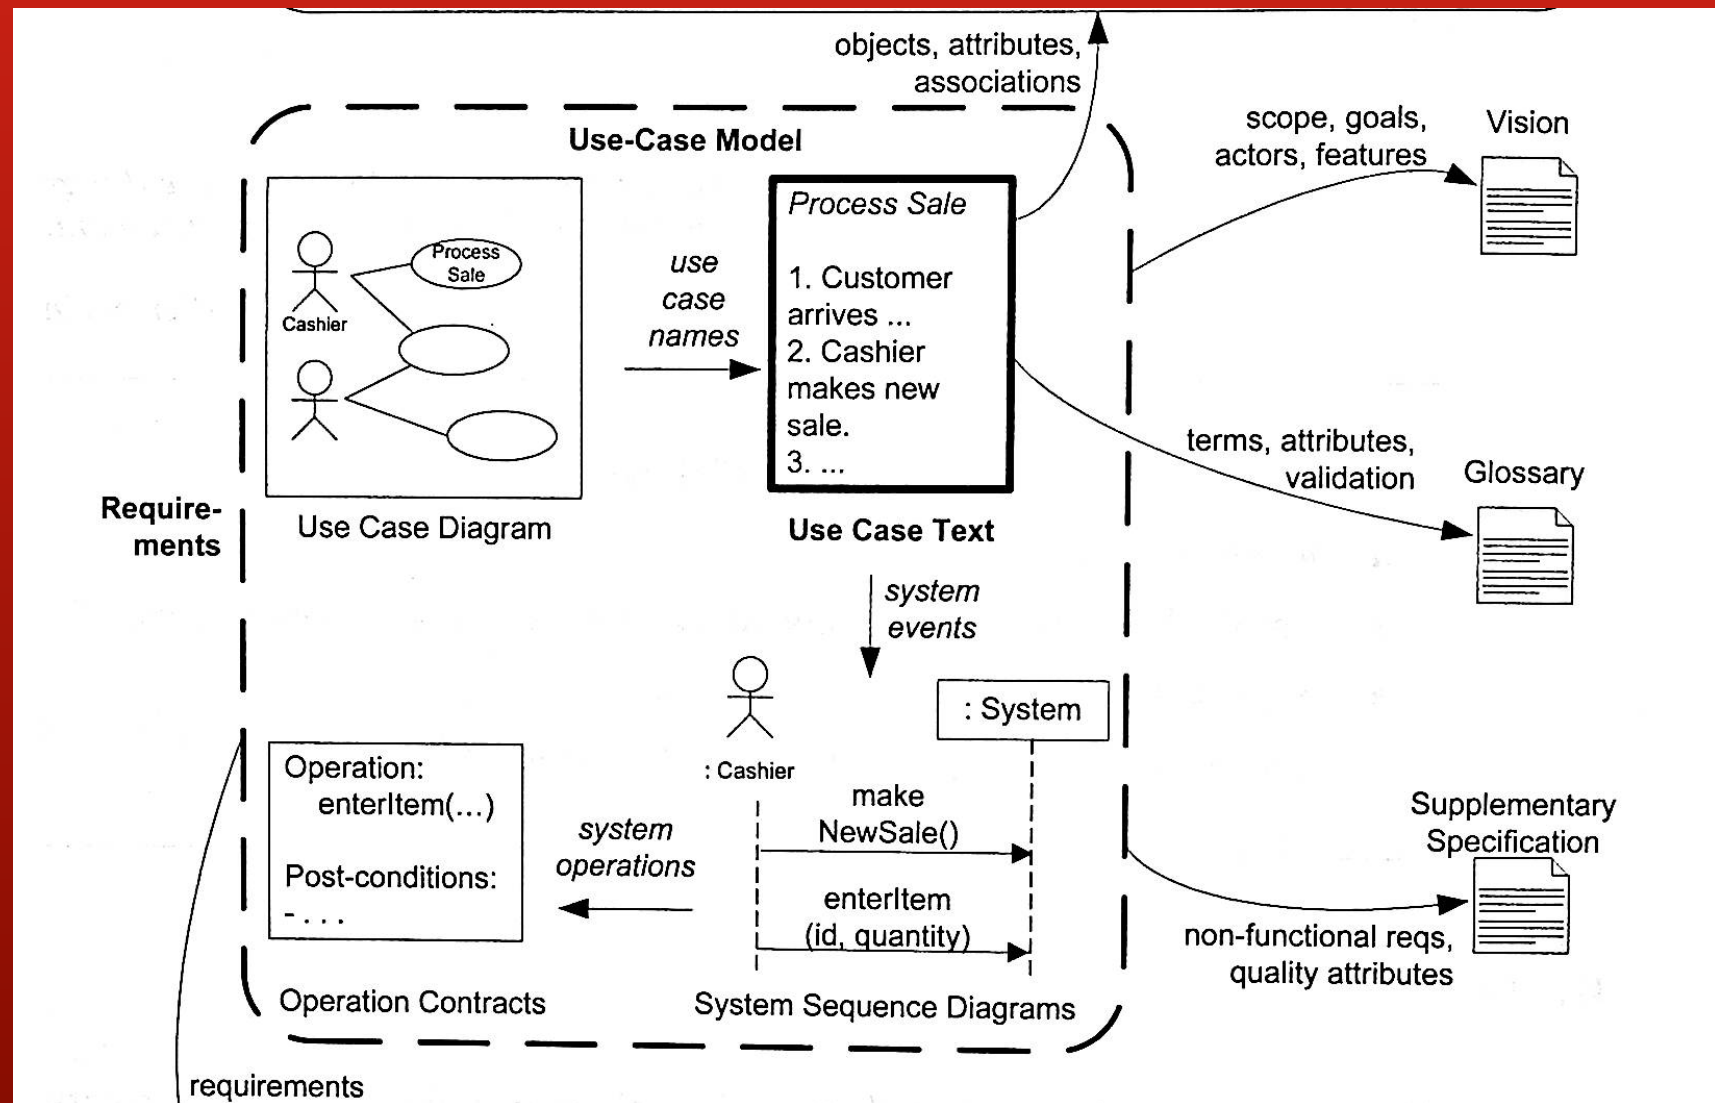 objects, attributes,
associations
Use-Case Model
scope, goals,
actors, features
Vision
Process
Sale
Cashier
use
case
names
Process Sale
1. Customer
arrives ...
2. Cashier
makes new
sale.
3. ...
terms, attributes,
validation
Glossary
Require-
ments
Use Case Diagram
Use Case Text
system
events
: System
: Cashier
Operation:
enterItem(...)
Post-conditions:
- . . .
system
operations
make
NewSale()
enterItem
(id, quantity)
Supplementary
Specification
non-functional reqs,
quality attributes
Operation Contracts
System Sequence Diagrams
requirements